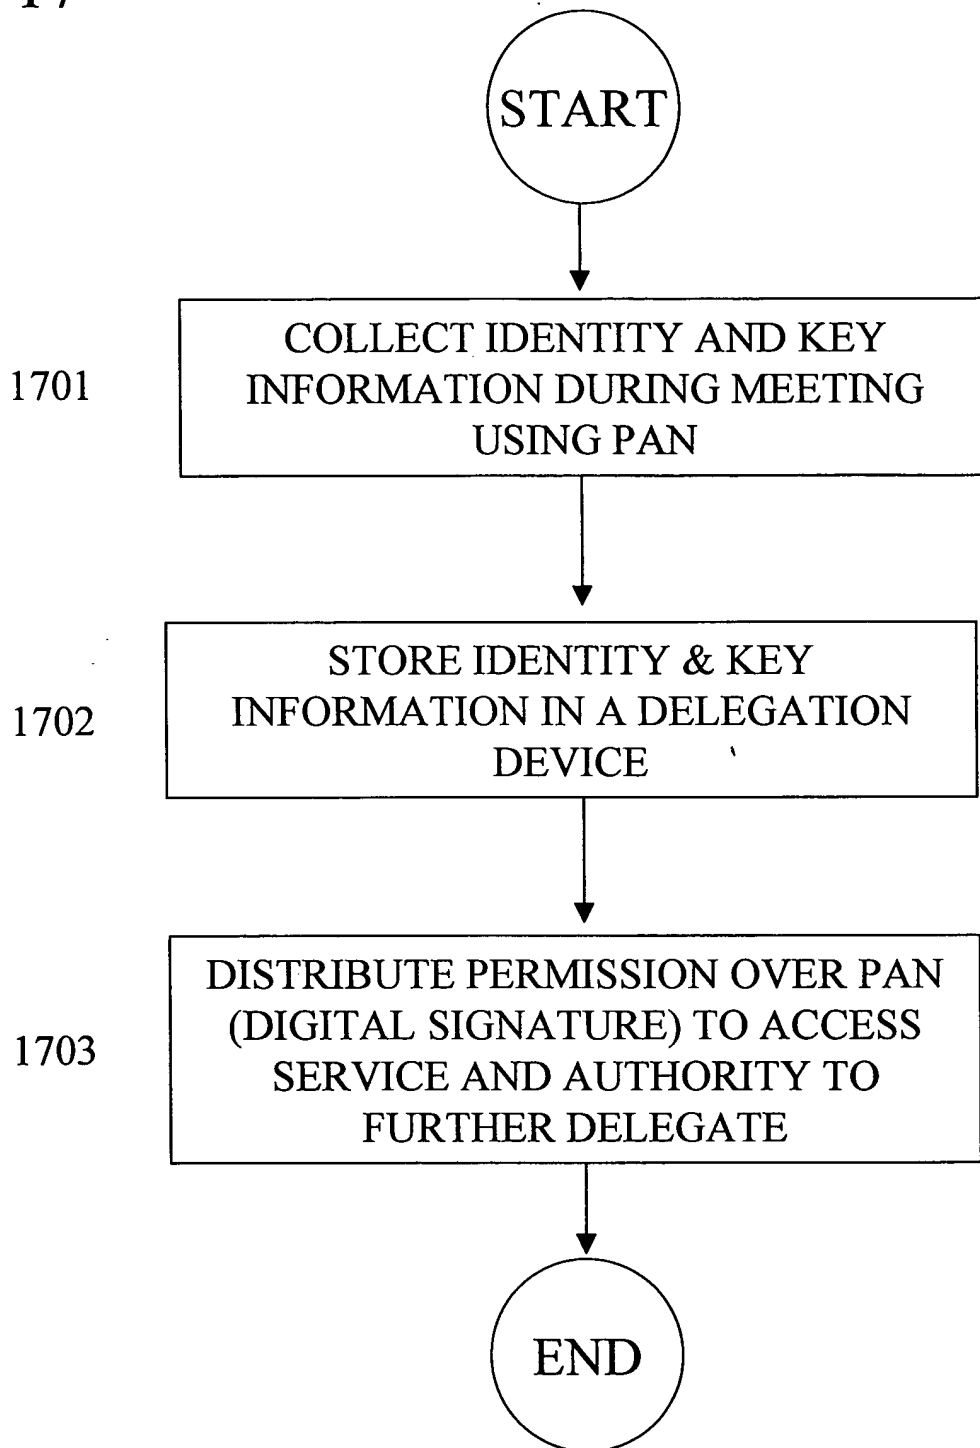 17
START
1701
COLLECT IDENTITY AND KEY
INFORMATION DURING MEETING
USING PAN
1702
STORE IDENTITY & KEY
INFORMATION IN A DELEGATION
DEVICE
1703
DISTRIBUTE PERMISSION OVER PAN
(DIGITAL SIGNATURE) TO ACCESS
SERVICE AND AUTHORITY TO
FURTHER DELEGATE
END